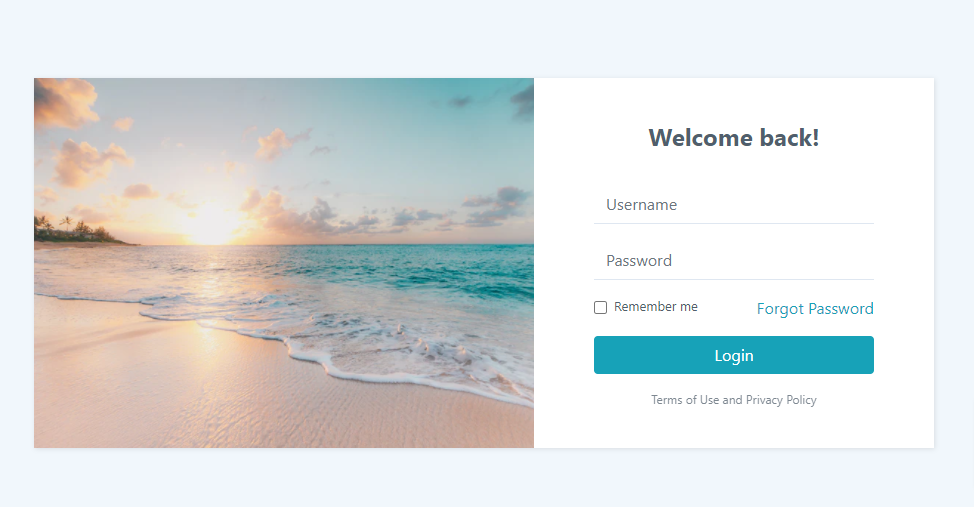 Welcome back!
Username
Password
Remember me
Forgot Password
Login
Terms of Use and Privacy Policy